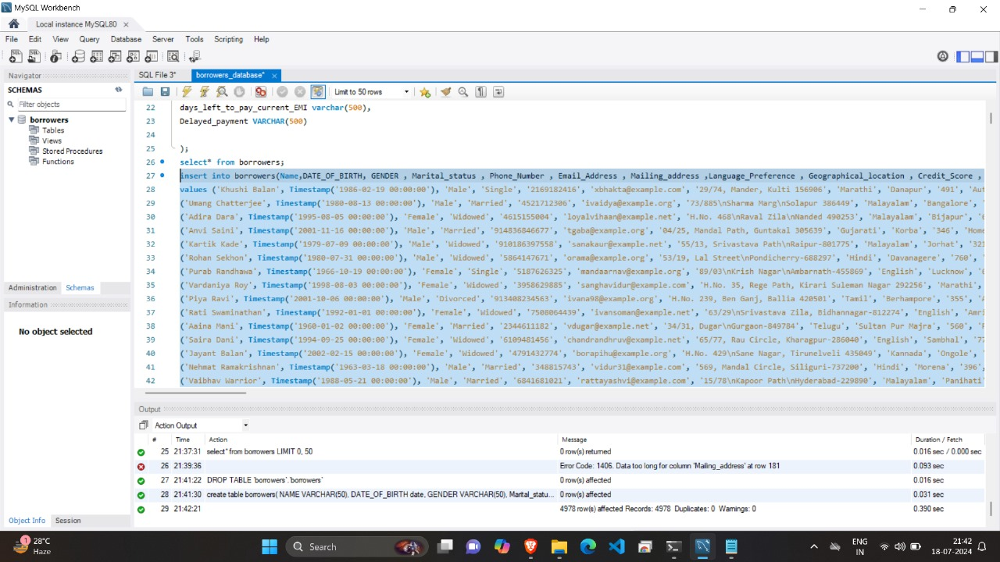 MySQL Workbench
Local instance MySQL80
File Edit View Query Database Server Tools Scripting Help
Navigator
SCHEMAS
Filter objects
borrowers
Tables
Views
Stored Procedures
Functions
Administration Schemas
Information
No object selected
Object Info Session
SQL File 3* borrowers_database*
Limit to 50 rows
22 days_left_to_pay_current_EMI varchar(500),
23 Delayed_payment VARCHAR(500)
24
25 );
26 select* from borrowers;
27 insert into borrowers(Name,DATE_OF_BIRTH, GENDER , Marital_status , Phone_Number , Email_Address , Mailing_address ,Language_Preference , Geographical_location , Credit_Score ,
28 values ('Khushi Balan', Timestamp('1986-02-19 00:00:00'), 'Male', 'Single', '2169182416', 'xbhakta@example.com', '29/74, Mander, Kulti 156906', 'Marathi', 'Danapur', '491', 'Aut
29 ('Umang Chatterjee', Timestamp('1980-08-13 00:00:00'), 'Male', 'Married', '4521712306', 'ivaidya@example.org', '73/885\nSharma Marg\nSolapur 386449', 'Malayalam', 'Bangalore', '
30 ('Adira Dara', Timestamp('1995-08-05 00:00:00'), 'Female', 'Widowed', '4615155004', 'loyalvihaan@example.net', 'H.No. 468\nRaval Zila\nNanded 490253', 'Malayalam', 'Bijapur', '
31 ('Anvi Saini', Timestamp('2001-11-16 00:00:00'), 'Male', 'Married', '914836846677', 'tgaba@example.org', '04/25, Mandal Path, Guntakal 305639', 'Gujarati', 'Korba', '346', 'Home
32 ('Kartik Kade', Timestamp('1979-07-09 00:00:00'), 'Male', 'Widowed', '910186397558', 'sanakaur@example.net', '55/13, Srivastava Path\nRaipur-801775', 'Malayalam', 'Jorhat', '321
33 ('Rohan Sekhon', Timestamp('1980-07-31 00:00:00'), 'Male', 'Widowed', '5864147671', 'orama@example.org', '53/19, Lal Street\nPondicherry-688297', 'Hindi', 'Davanagere', '760', '
34 ('Purab Randhawa', Timestamp('1966-10-19 00:00:00'), 'Female', 'Single', '5187626325', 'mandaarnav@example.org', '89/03\nKrish Nagar\nAmbarnath-455869', 'English', 'Lucknow', '6
35 ('Vardaniya Roy', Timestamp('1998-08-03 00:00:00'), 'Female', 'Widowed', '3958629885', 'sanghavidur@example.com', 'H.No. 35, Rege Path, Kirari Suleman Nagar 292256', 'Marathi', '
36 ('Piya Ravi', Timestamp('2001-10-06 00:00:00'), 'Male', 'Divorced', '913408234563', 'ivana98@example.com', 'H.No. 239, Ben Ganj, Ballia 420501', 'Tamil', 'Berhampore', '355', 'A
37 ('Rati Swaminathan', Timestamp('1992-01-01 00:00:00'), 'Female', 'Widowed', '7508064439', 'ivansoman@example.com', '63/29\nSrivastava Zila, Bidhannagar-812274', 'English', 'Amri
38 ('Aaina Mani', Timestamp('1960-01-02 00:00:00'), 'Female', 'Married', '2344611182', 'vdugar@example.net', '34/31, Dugar\nGurgaon-849784', 'Telugu', 'Sultan Pur Majra', '560', 'P
39 ('Saira Dani', Timestamp('1994-09-25 00:00:00'), 'Female', 'Widowed', '6109481456', 'chandrandhruv@example.com', '65/77, Rau Circle, Kharagpur-286040', 'English', 'Sambhal', '77
40 ('Jayant Balan', Timestamp('2002-02-15 00:00:00'), 'Female', 'Widowed', '4791432774', 'borapihu@example.com', 'H.No. 429\nSane Nagar, Tirunelveli 435049', 'Kannada', 'Ongole', '
41 ('Nehmat Ramakrishnan', Timestamp('1963-03-18 00:00:00'), 'Male', 'Married', '348815743', 'vidur31@example.com', '569, Mandal Circle, Siliguri-737200', 'Hindi', 'Morena', '396',
42 ('Vaibhav Warrior', Timestamp('1988-05-21 00:00:00'), 'Male', 'Married', '6841681021', 'rattayashvi@example.com', '15/78\nKapoor Path\nHyderabad-229890', 'Malayalam', 'Panihati'
Output
Action Output
# Time Action Message Duration / Fetch
25 21:37:31 select* from borrowers LIMIT 0, 50 0 row(s) returned 0.016 sec / 0.000 sec
26 21:39:36 Error Code: 1406. Data too long for column 'Mailing_address' at row 181 0.093 sec
27 21:41:22 DROP TABLE `borrowers`.`borrowers` 0 row(s) affected 0.016 sec
28 21:41:30 create table borrowers( NAME VARCHAR(50), DATE_OF_BIRTH date, GENDER VARCHAR(50), Marital_statu... 0 row(s) affected 0.031 sec
29 21:42:21 4978 row(s) affected Records: 4978 Duplicates: 0 Warnings: 0 0.390 sec
1
28°C
Haze
Search
ENG
IN
21:42
18-07-2024